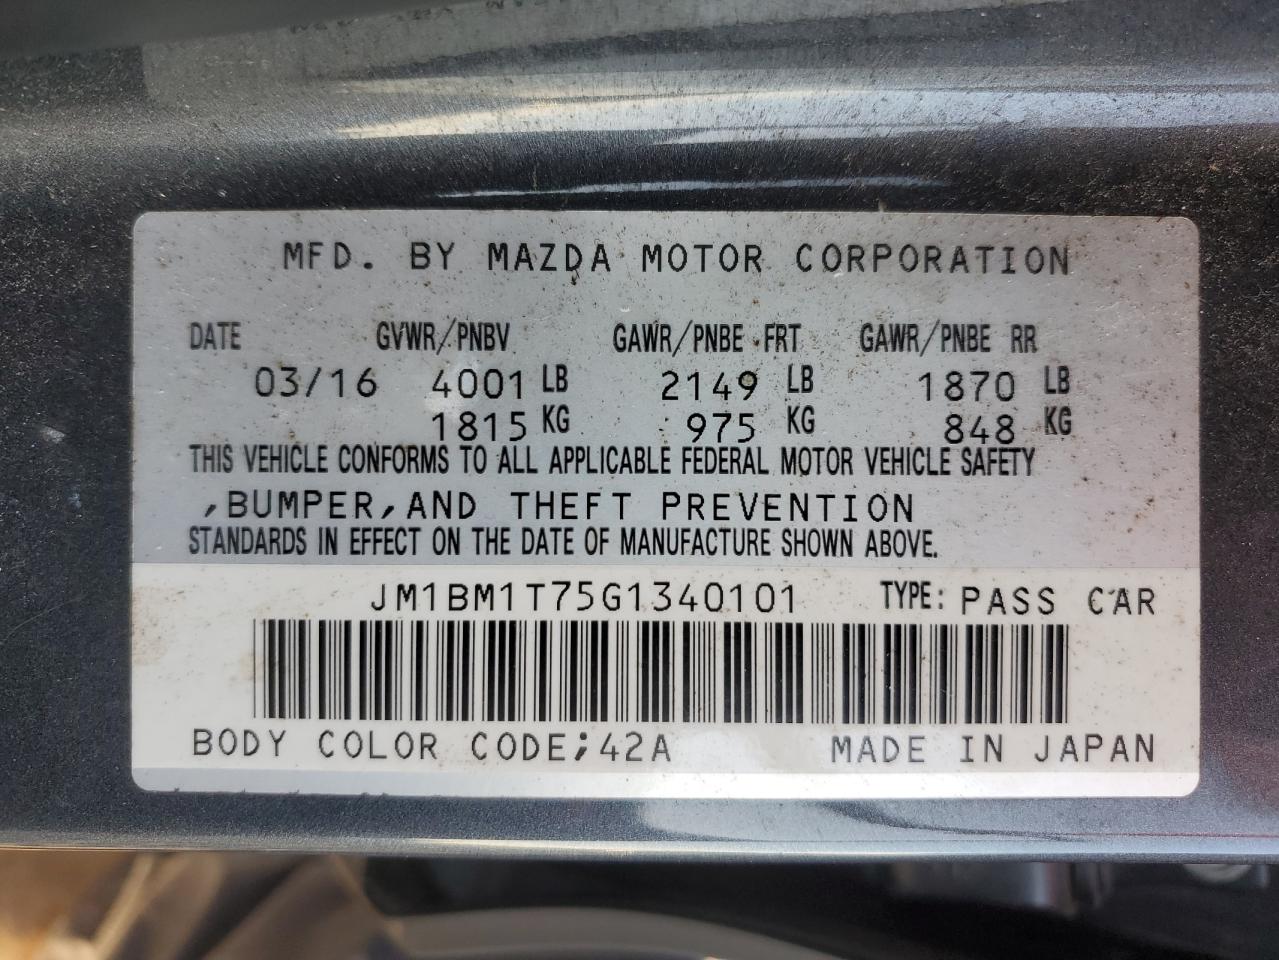 MFD. BY MAZDA MOTOR CORPORATION
DATE GVWR/PNBV GAWR/PNBE FRT GAWR/PNBE RR
03/16 4001 LB 2149 LB 1870 LB
1815 KG 975 KG 848 KG
THIS VEHICLE CONFORMS TO ALL APPLICABLE FEDERAL MOTOR VEHICLE SAFETY
,BUMPER,AND THEFT PREVENTION
STANDARDS IN EFFECT ON THE DATE OF MANUFACTURE SHOWN ABOVE.
JM1BM1T75G1340101 TYPE: PASS CAR
BODY COLOR CODE;42A MADE IN JAPAN